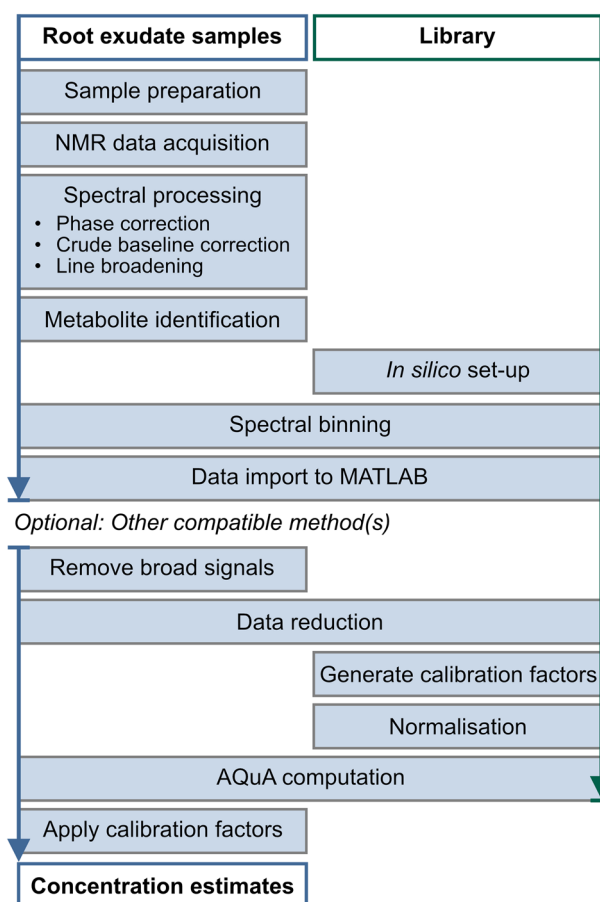 Root exudate samples
Library
Sample preparation
NMR data acquisition
Spectral processing
• Phase correction
• Crude baseline correction
• Line broadening
Metabolite identification
In silico set-up
Spectral binning
Data import to MATLAB
Optional: Other compatible method(s)
Remove broad signals
Data reduction
Generate calibration factors
Normalisation
AQuA computation
Apply calibration factors
Concentration estimates